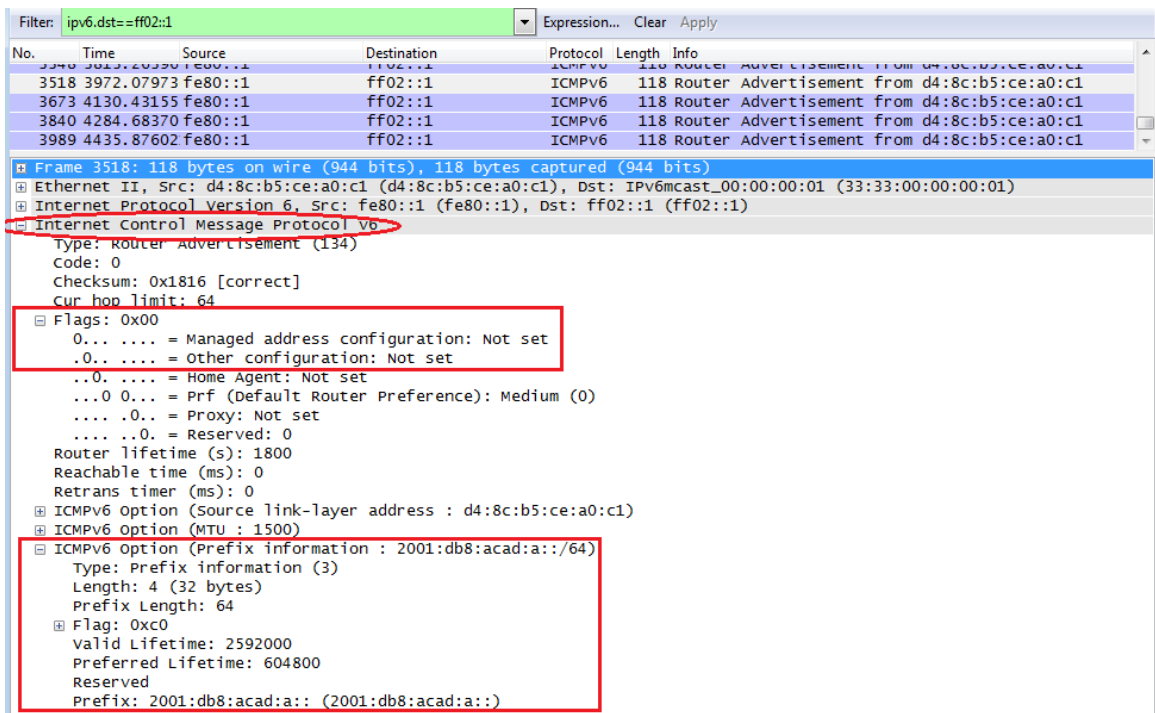 Filter: ipv6.dst==ff02::1 Expression... Clear Apply
No. Time Source Destination Protocol Length Info
3518 3972.07973 fe80::1 ff02::1 ICMPv6 118 Router Advertisement from d4:8c:b5:ce:a0:c1
3673 4130.43155 fe80::1 ff02::1 ICMPv6 118 Router Advertisement from d4:8c:b5:ce:a0:c1
3840 4284.68370 fe80::1 ff02::1 ICMPv6 118 Router Advertisement from d4:8c:b5:ce:a0:c1
3989 4435.87602 fe80::1 ff02::1 ICMPv6 118 Router Advertisement from d4:8c:b5:ce:a0:c1
Frame 3518: 118 bytes on wire (944 bits), 118 bytes captured (944 bits)
Ethernet II, Src: d4:8c:b5:ce:a0:c1 (d4:8c:b5:ce:a0:c1), Dst: IPv6mcast_00:00:00:01 (33:33:00:00:00:01)
Internet Protocol Version 6, Src: fe80::1 (fe80::1), Dst: ff02::1 (ff02::1)
Internet Control Message Protocol v6
Type: Router Advertisement (134)
Code: 0
Checksum: 0x1816 [correct]
Cur hop limit: 64
Flags: 0x00
0... .... = Managed address configuration: Not set
.0.. .... = Other configuration: Not set
..0. .... = Home Agent: Not set
...0 0... = Prf (Default Router Preference): Medium (0)
.... .0.. = Proxy: Not set
.... ..0. = Reserved: 0
Router lifetime (s): 1800
Reachable time (ms): 0
Retrans timer (ms): 0
ICMPv6 Option (Source link-layer address : d4:8c:b5:ce:a0:c1)
ICMPv6 Option (MTU : 1500)
ICMPv6 Option (Prefix information : 2001:db8:acad:a::/64)
Type: Prefix information (3)
Length: 4 (32 bytes)
Prefix Length: 64
Flag: 0xc0
Valid Lifetime: 2592000
Preferred Lifetime: 604800
Reserved
Prefix: 2001:db8:acad:a:: (2001:db8:acad:a::)